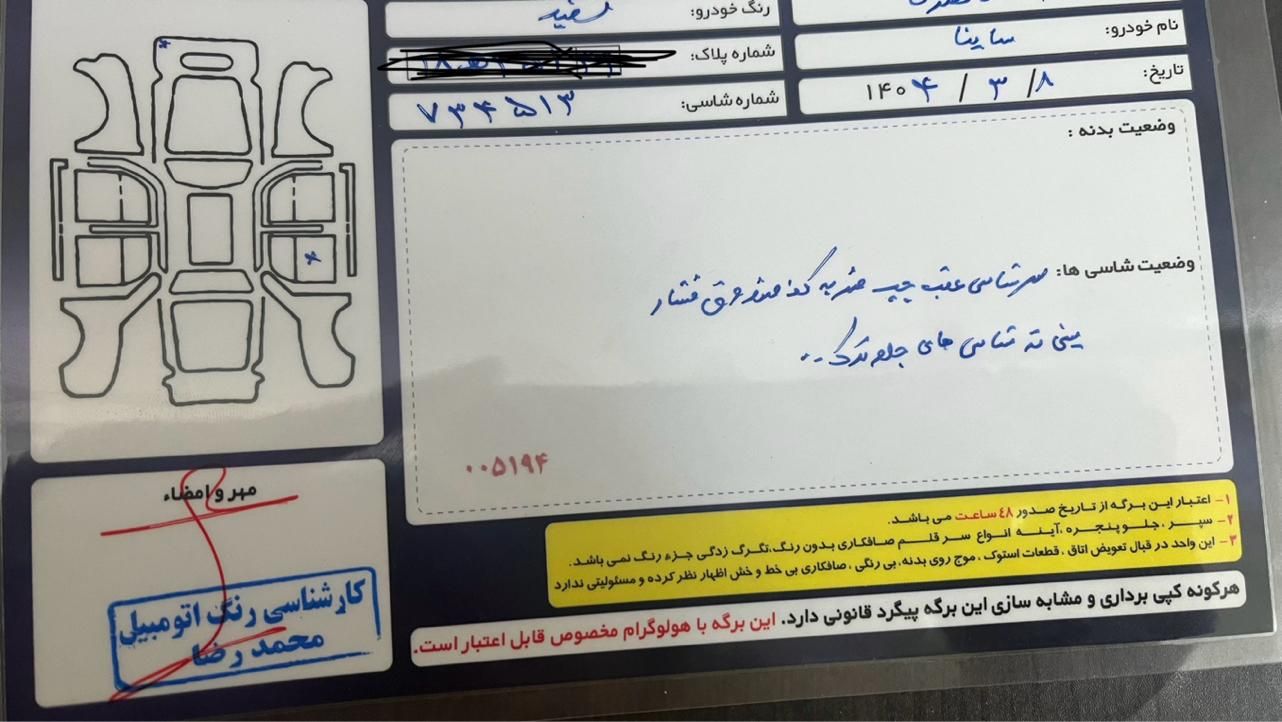 رنگ خودرو: سفید
نام خودرو: ساینا
شماره پلاک:
تاریخ: ۱۴۰۴ / ۳ / ۸
شماره شاسی: ۷۳۴۵۱۳
وضعیت بدنه :
وضعیت شاسی ها: سرشاسی عقب چپ ضربه
فشار
سینی ته شاسی های جلو ترک...
۰۰۵۱۹۴
مهر و امضاء
کارشناسی رنگ اتومبیل
محمد رضا
۱- اعتبار این برگه از تاریخ صدور ٤٨ ساعت می باشد.
۲- سپر ، جلو پنجره ،آینه انواع سر قلم صافکاری بدون رنگ،تگرگ زدگی جزء رنگ نمی باشد.
۳- این واحد در قبال تعویض اتاق ، قطعات استوک ، موج روی بدنه، بی رنگی ، صافکاری بی خط و خش اظهار نظر کرده و مسئولیتی ندارد
هرگونه کپی برداری و مشابه سازی این برگه پیگرد قانونی دارد. این برگه با هولوگرام مخصوص قابل اعتبار است.